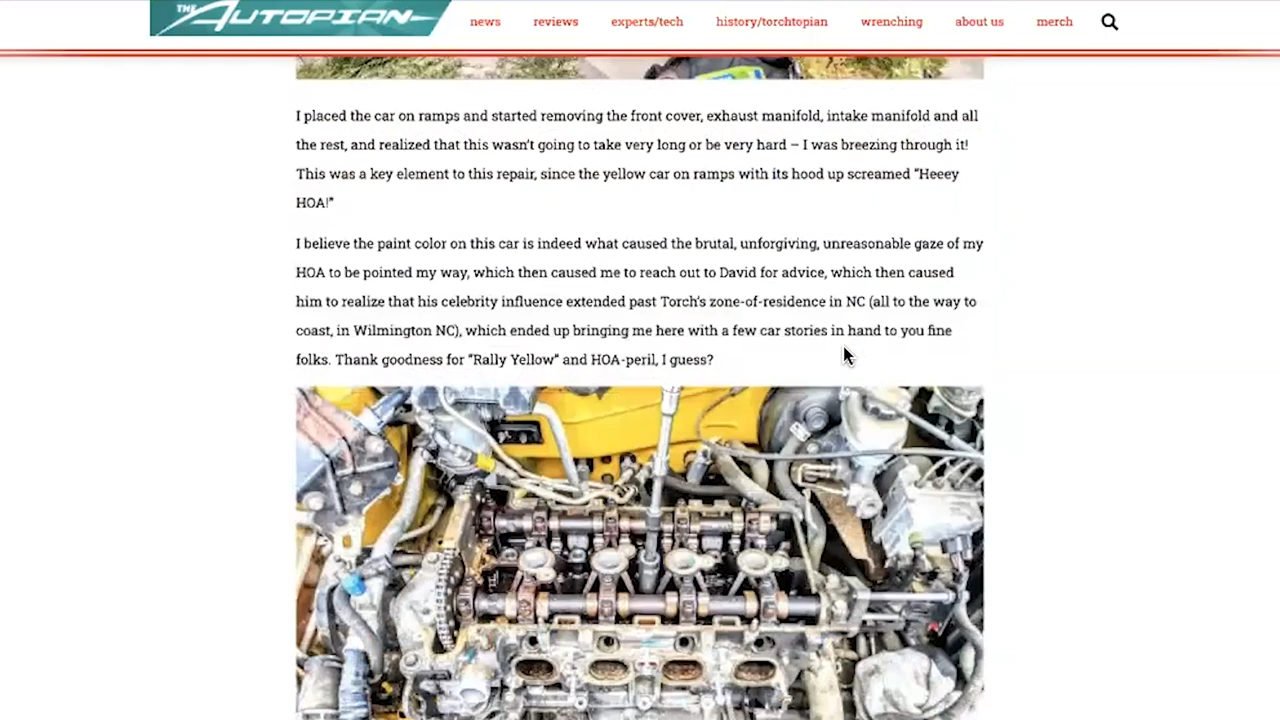 THE AUTOPIAN
news reviews experts/tech history/torchtopian wrenching about us merch
I placed the car on ramps and started removing the front cover, exhaust manifold, intake manifold and all
the rest, and realized that this wasn't going to take very long or be very hard – I was breezing through it!
This was a key element to this repair, since the yellow car on ramps with its hood up screamed “Heeey
HOA!”
I believe the paint color on this car is indeed what caused the brutal, unforgiving, unreasonable gaze of my
HOA to be pointed my way, which then caused me to reach out to David for advice, which then caused
him to realize that his celebrity influence extended past Torch's zone-of-residence in NC (all to the way to
coast, in Wilmington NC), which ended up bringing me here with a few car stories in hand to you fine
folks. Thank goodness for “Rally Yellow” and HOA-peril, I guess?